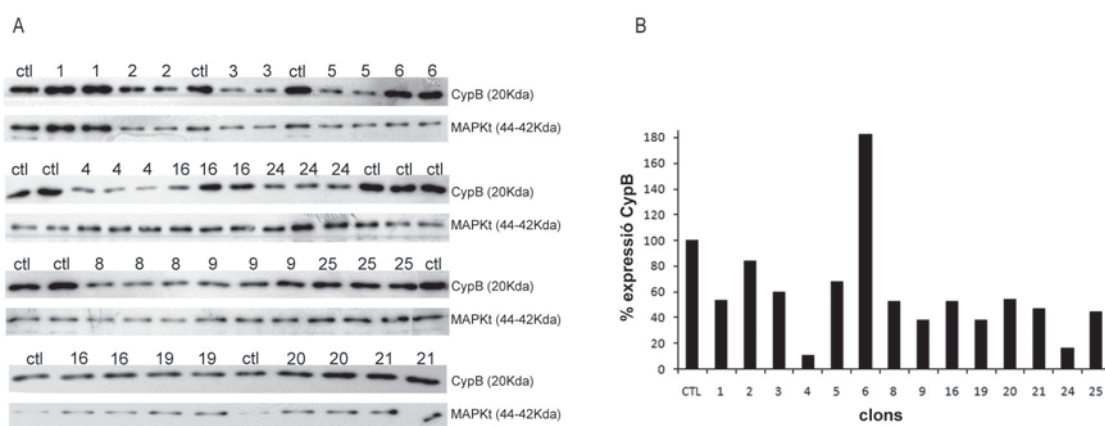 A
ctl 1 1 2 2 ctl 3 3 ctl 5 5 6 6
CypB (20Kda)
MAPKt (44-42Kda)
ctl ctl 4 4 4 16 16 16 24 24 24 ctl ctl ctl
CypB (20Kda)
MAPKt (44-42Kda)
ctl ctl 8 8 8 9 9 9 25 25 25 ctl
CypB (20Kda)
MAPKt (44-42Kda)
ctl 16 16 19 19 ctl 20 20 21 21
CypB (20Kda)
MAPKt (44-42Kda)
B
% expressió CypB
180
160
140
120
100
80
60
40
20
0
CTL 1 2 3 4 5 6 8 9 16 19 20 21 24 25
clons